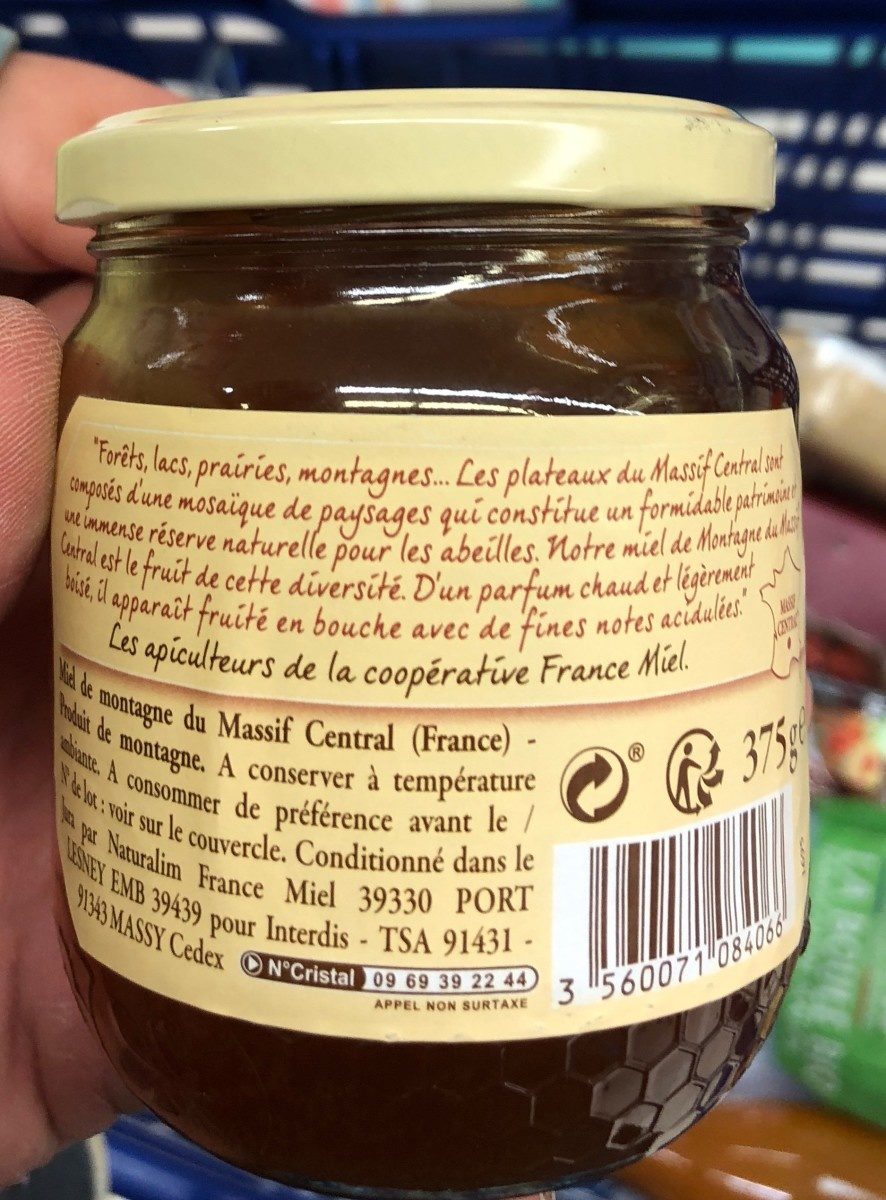 "Forêts, lacs, prairies, montagnes... Les plateaux du Massif Central sont
composés d'une mosaïque de paysages qui constitue un formidable patrimoine et
une immense réserve naturelle pour les abeilles. Notre miel de Montagne du Massif
Central est le fruit de cette diversité. D'un parfum chaud et légèrement
boisé, il apparaît fruité en bouche avec de fines notes acidulées."
Les apiculteurs de la coopérative France Miel.
MASSIF
CENTRAL
Miel de montagne du Massif Central (France) -
Produit de montagne. A conserver à température
ambiante. A consommer de préférence avant le /
N° de lot : voir sur le couvercle. Conditionné dans le
Jura par Naturalim France Miel 39330 PORT
LESNEY EMB 39439 pour Interdis - TSA 91431 -
91343 MASSY Cedex
N°Cristal 09 69 39 22 44
APPEL NON SURTAXE
®
375g e
3 560071 084066